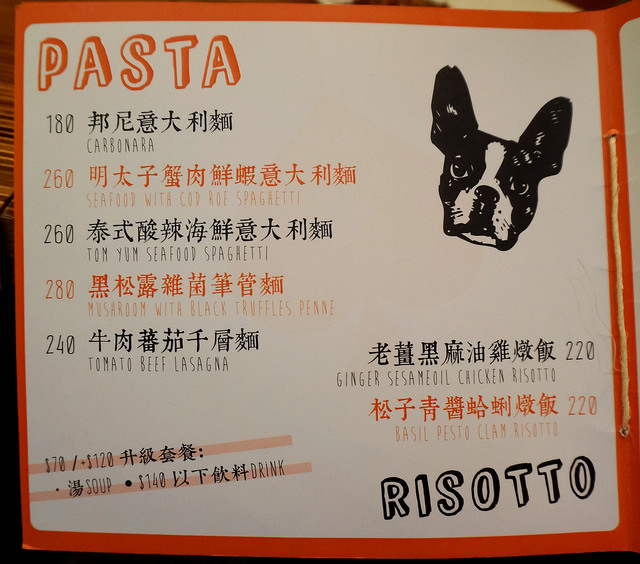 PASTA
180 邦尼意大利麵
CARBONARA
260 明太子蟹肉鮮蝦意大利麵
SEAFOOD WITH COD ROE SPAGHETTI
260 泰式酸辣海鮮意大利麵
TOM YUM SEAFOOD SPAGHETTI
280 黑松露雜菌筆管麵
MUSHROOM WITH BLACK TRUFFLES PENNE
240 牛肉蕃茄千層麵
TOMATO BEEF LASAGNA
老薑黑麻油雞燉飯 220
GINGER SESAMEOIL CHICKEN RISOTTO
松子青醬蛤蜊燉飯 220
BASIL PESTO CLAM RISOTTO
$70 /+$120 升級套餐:
· 湯SOUP • $140 以下飲料DRINK
RISOTTO